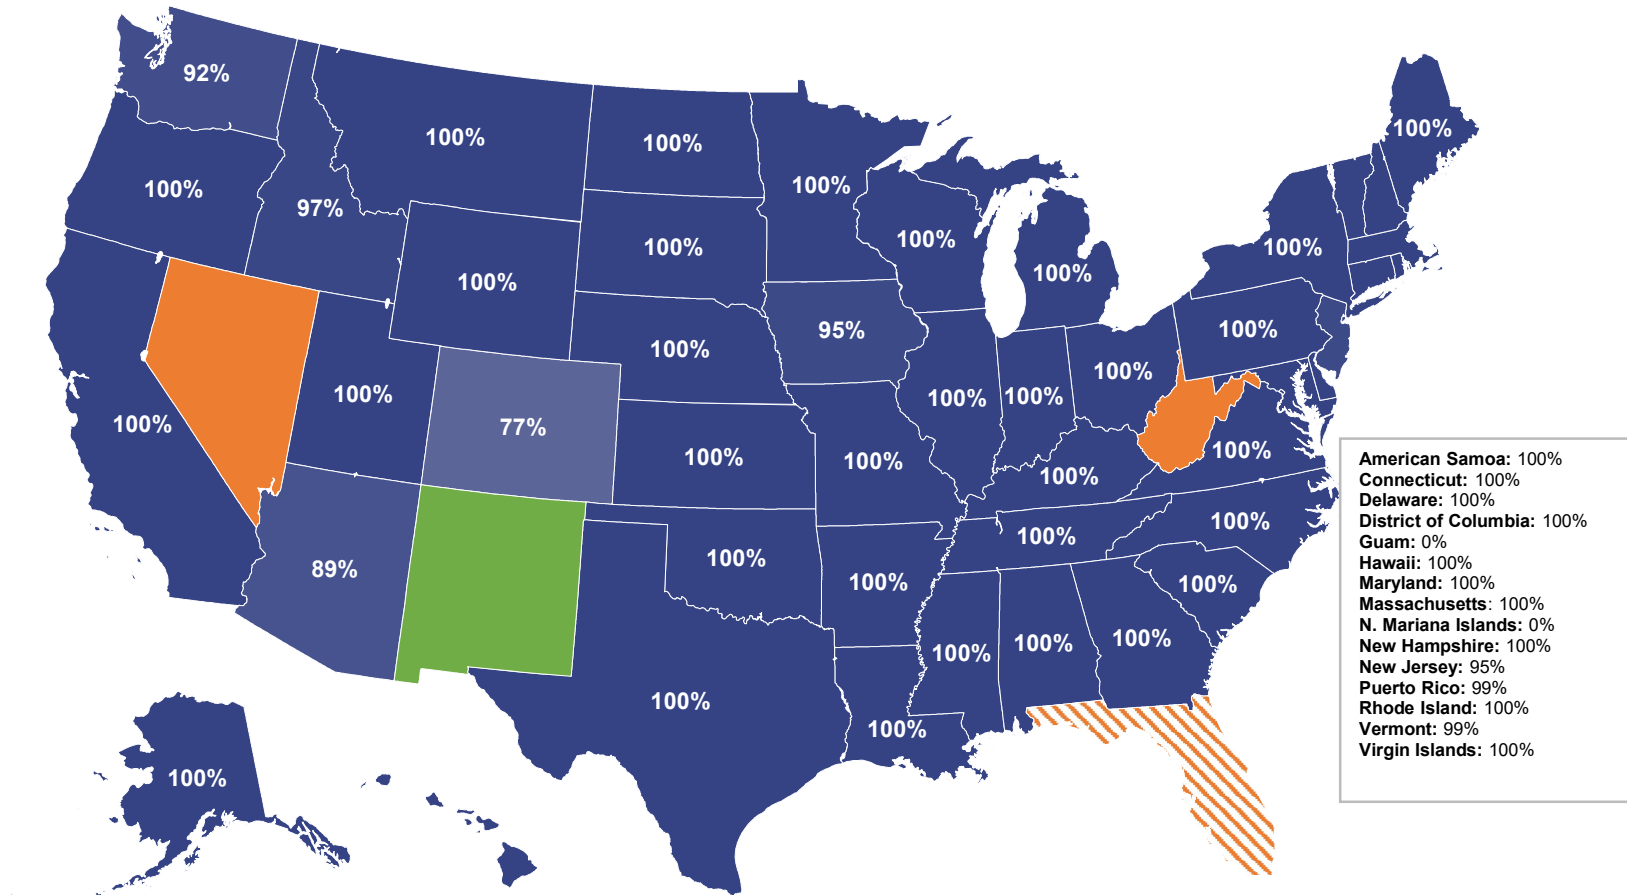 92%
100%
100%
100%
100%
100%
97%
100%
100%
100%
100%
100%
100%
100%
95%
100%
100%
100%
100%
100%
100%
100%
77%
100%
100%
100%
100%
100%
100%
89%
100%
100%
100%
100%
100%
100%
100%
100%
100%
100%
American Samoa: 100%
Connecticut: 100%
Delaware: 100%
District of Columbia: 100%
Guam: 0%
Hawaii: 100%
Maryland: 100%
Massachusetts: 100%
N. Mariana Islands: 0%
New Hampshire: 100%
New Jersey: 95%
Puerto Rico: 99%
Rhode Island: 100%
Vermont: 99%
Virgin Islands: 100%